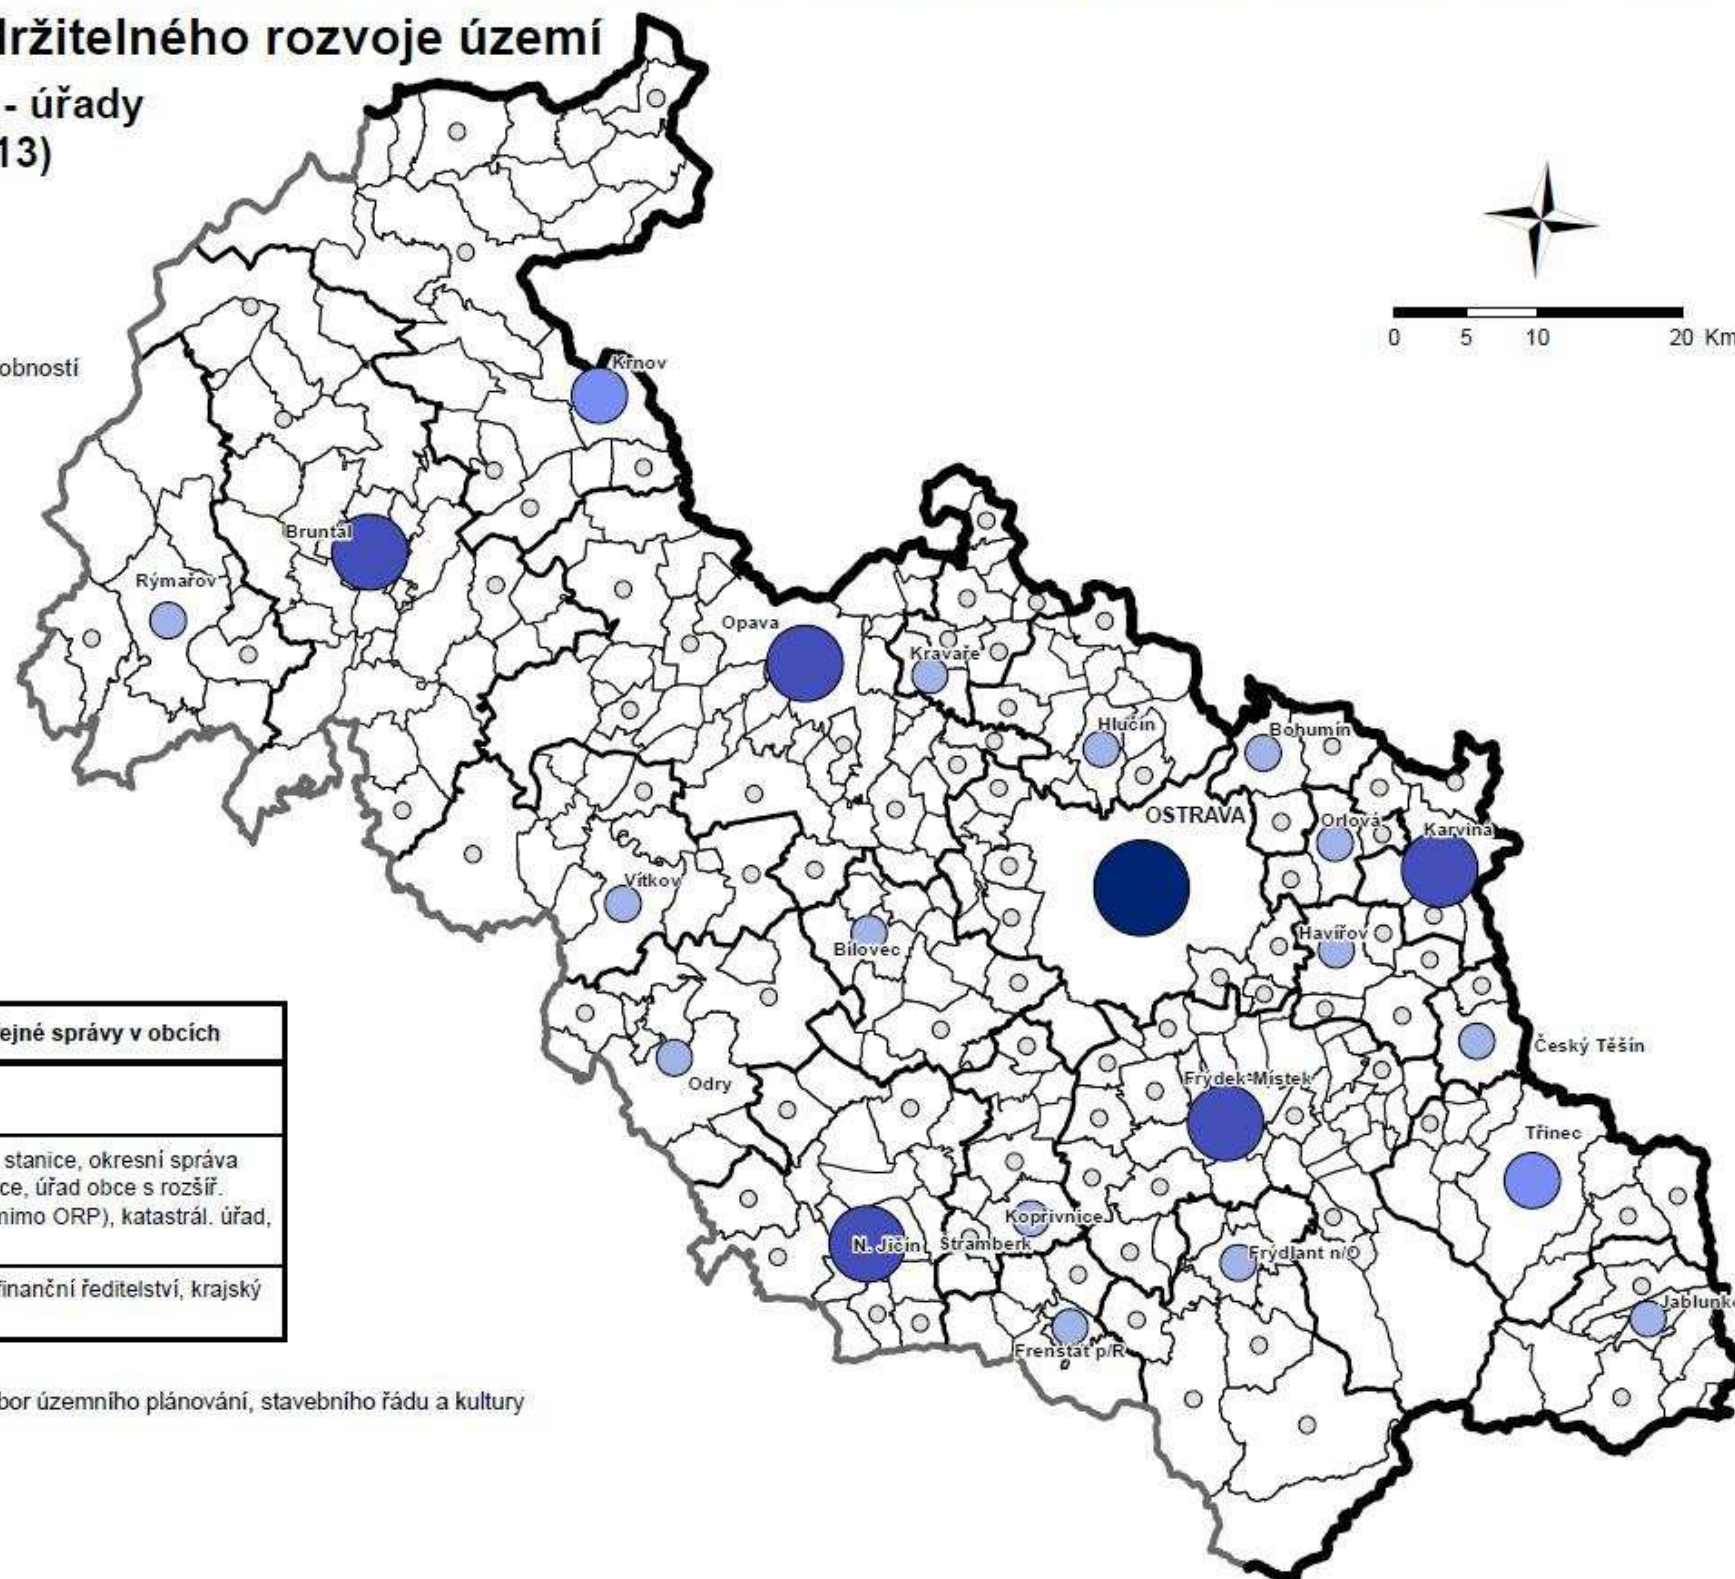 držitelného rozvoje území
- úřady
13)
obností
0 5 10 20 Km
Krnov
Bruntál
Rýmařov
Opava
Kravaře
Hlučín
Bohumín
OSTRAVA
Orlová
Karviná
Vítkov
Bílovec
Havířov
Český Těšín
Odry
Frýdek-Místek
Třinec
Kopřivnice
N. Jičín
Štramberk
Frýdlant n/O
Jablunk
Frenštát p/R
ejné správy v obcích
stanice, okresní správa
ce, úřad obce s rozšíř.
mimo ORP), katastrál. úřad,
finanční ředitelství, krajský
bor územního plánování, stavebního řádu a kultury